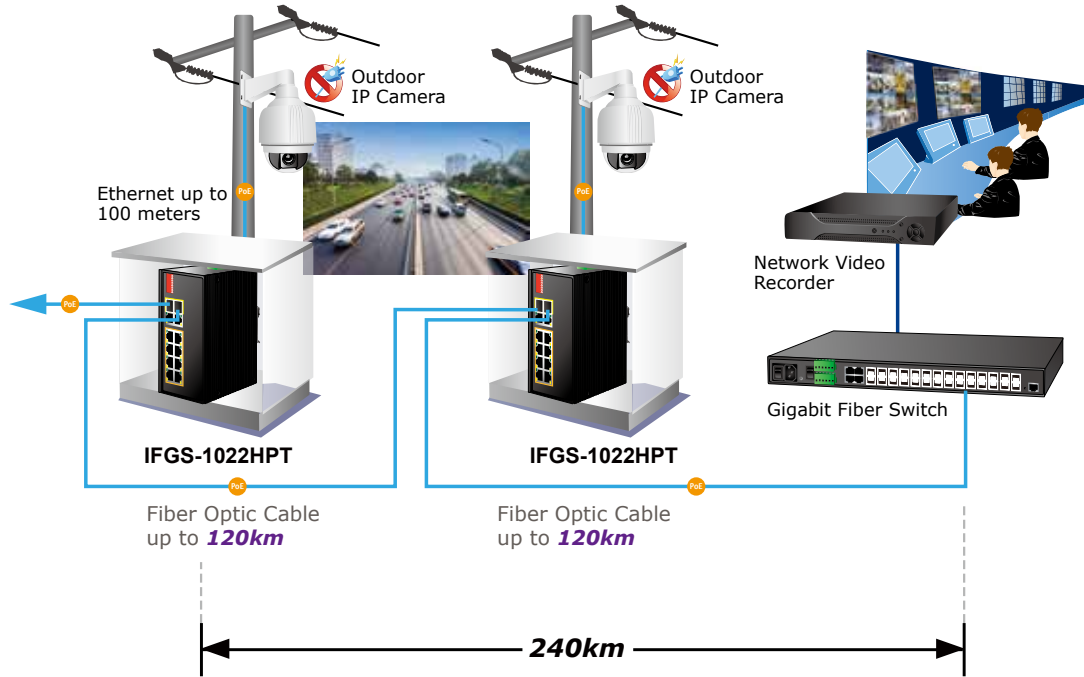 Outdoor
IP Camera
Outdoor
IP Camera
Ethernet up to
100 meters
PoE
PoE
Network Video
Recorder
PoE
Gigabit Fiber Switch
IFGS-1022HPT
IFGS-1022HPT
PoE
PoE
Fiber Optic Cable
up to 120km
Fiber Optic Cable
up to 120km
240km